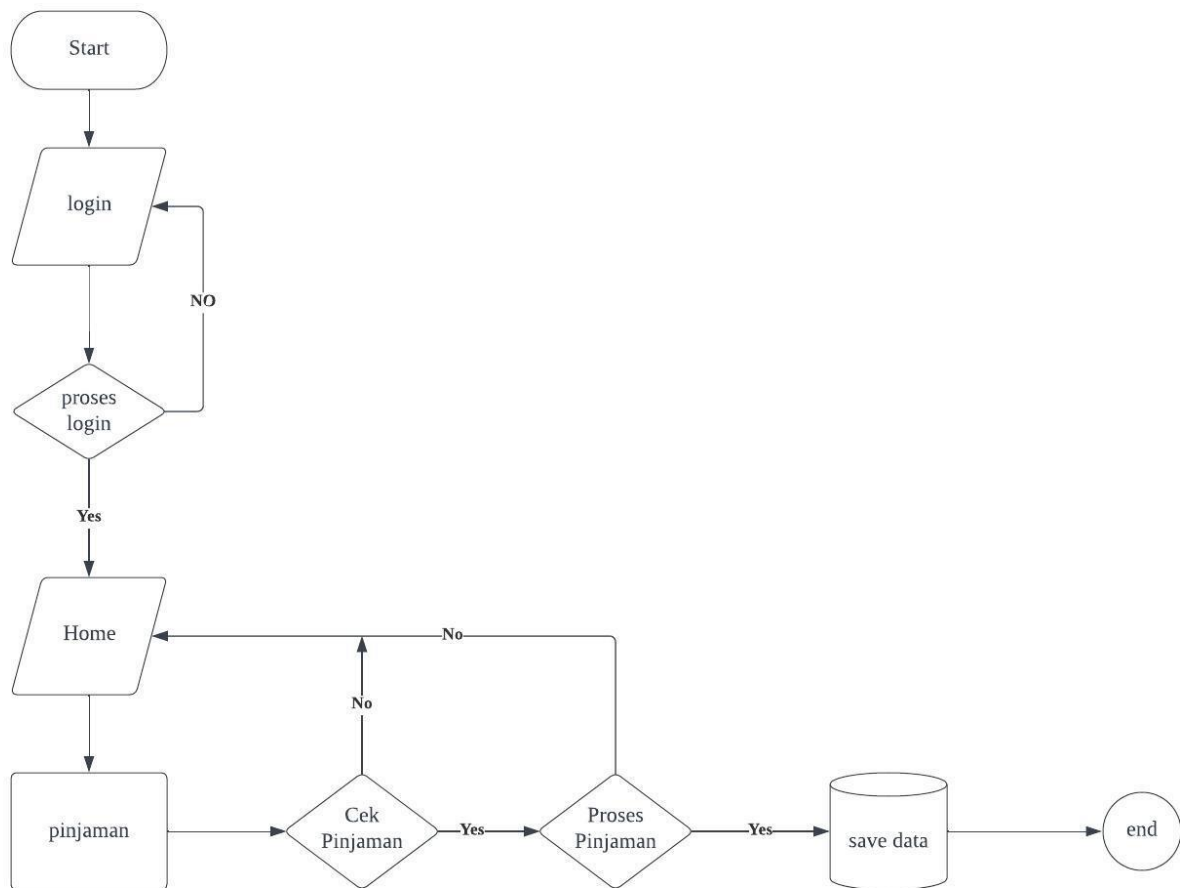 Start
login
NO
proses
login
Yes
Home
No
No
pinjaman
Cek
Pinjaman
Yes
Proses
Pinjaman
Yes
save data
end